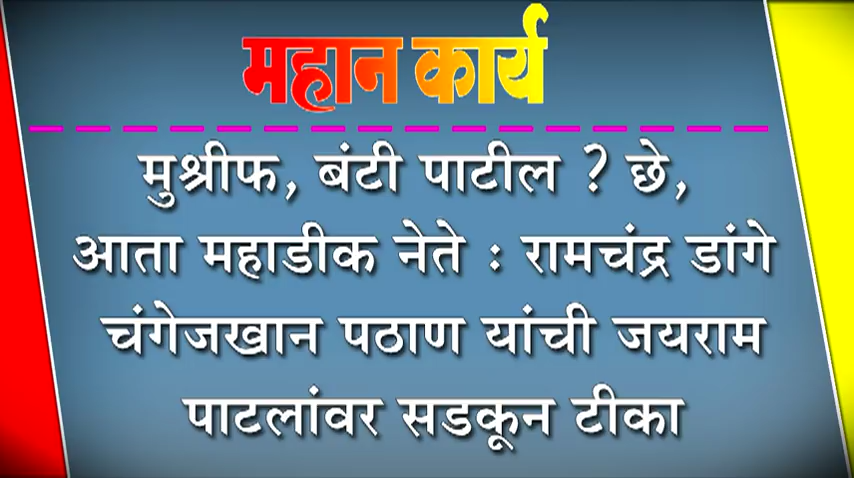 महान कार्य
मुश्रीफ, बंटी पाटील ? छे,
आता महाडीक नेते : रामचंद्र डांगे
चंगेजखान पठाण यांची जयराम
पाटलांवर सडकून टीका